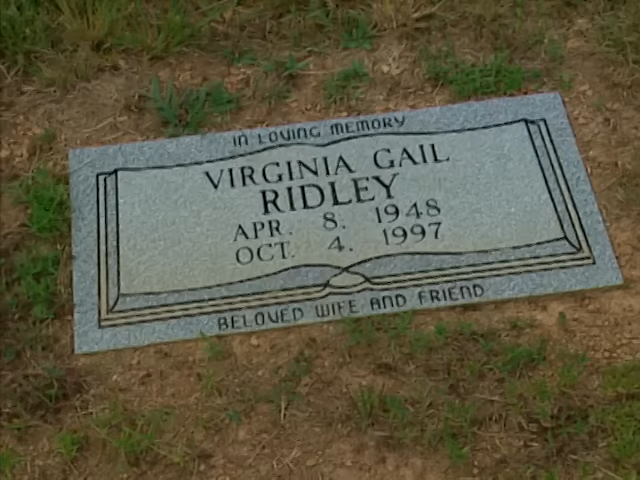 IN LOVING MEMORY
VIRGINIA GAIL
RIDLEY
APR. 8. 1948
OCT. 4. 1997
BELOVED WIFE AND FRIEND